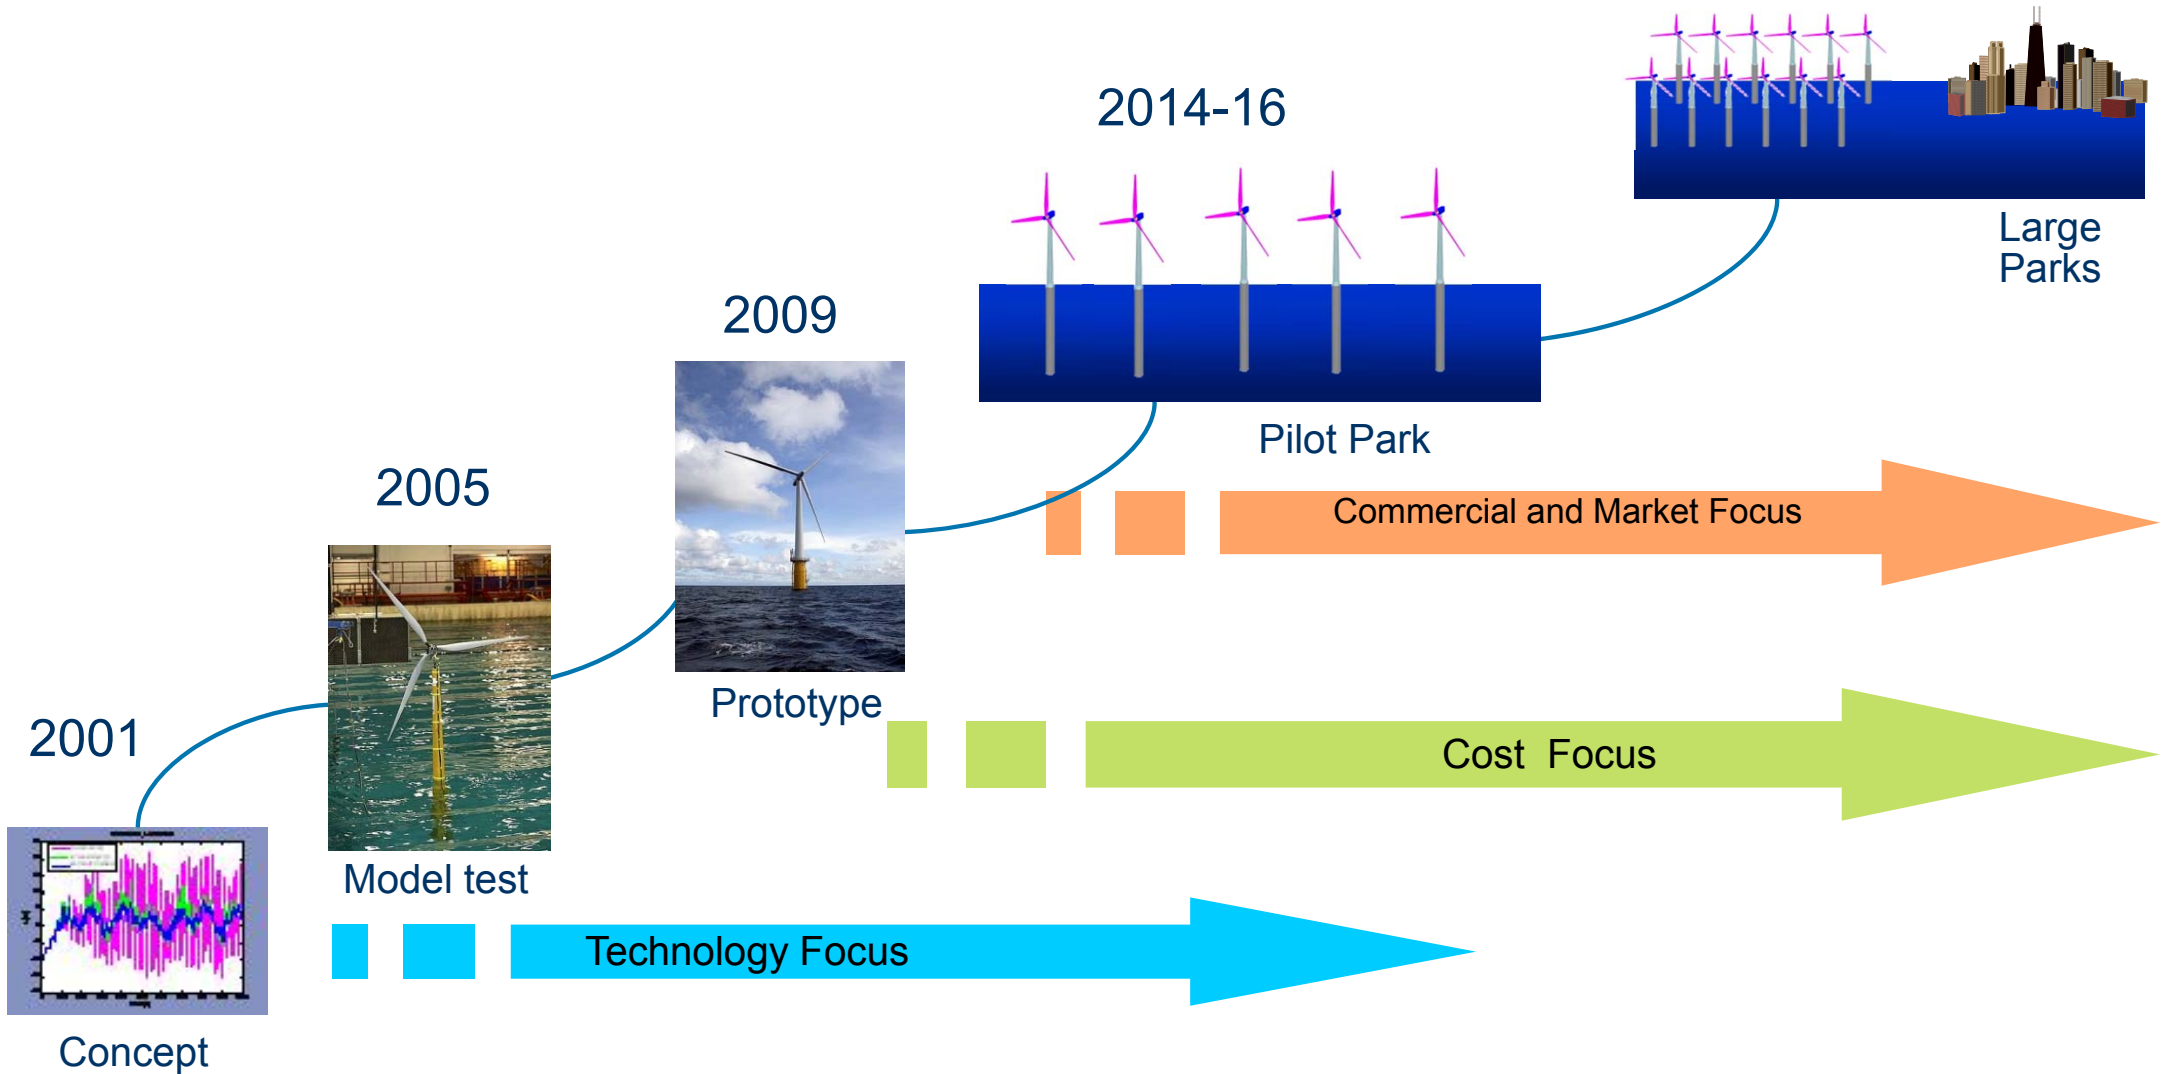 2014-16
Large
Parks
2009
Pilot Park
2005
Commercial and Market Focus
Prototype
2001
Cost Focus
Model test
Technology Focus
Concept